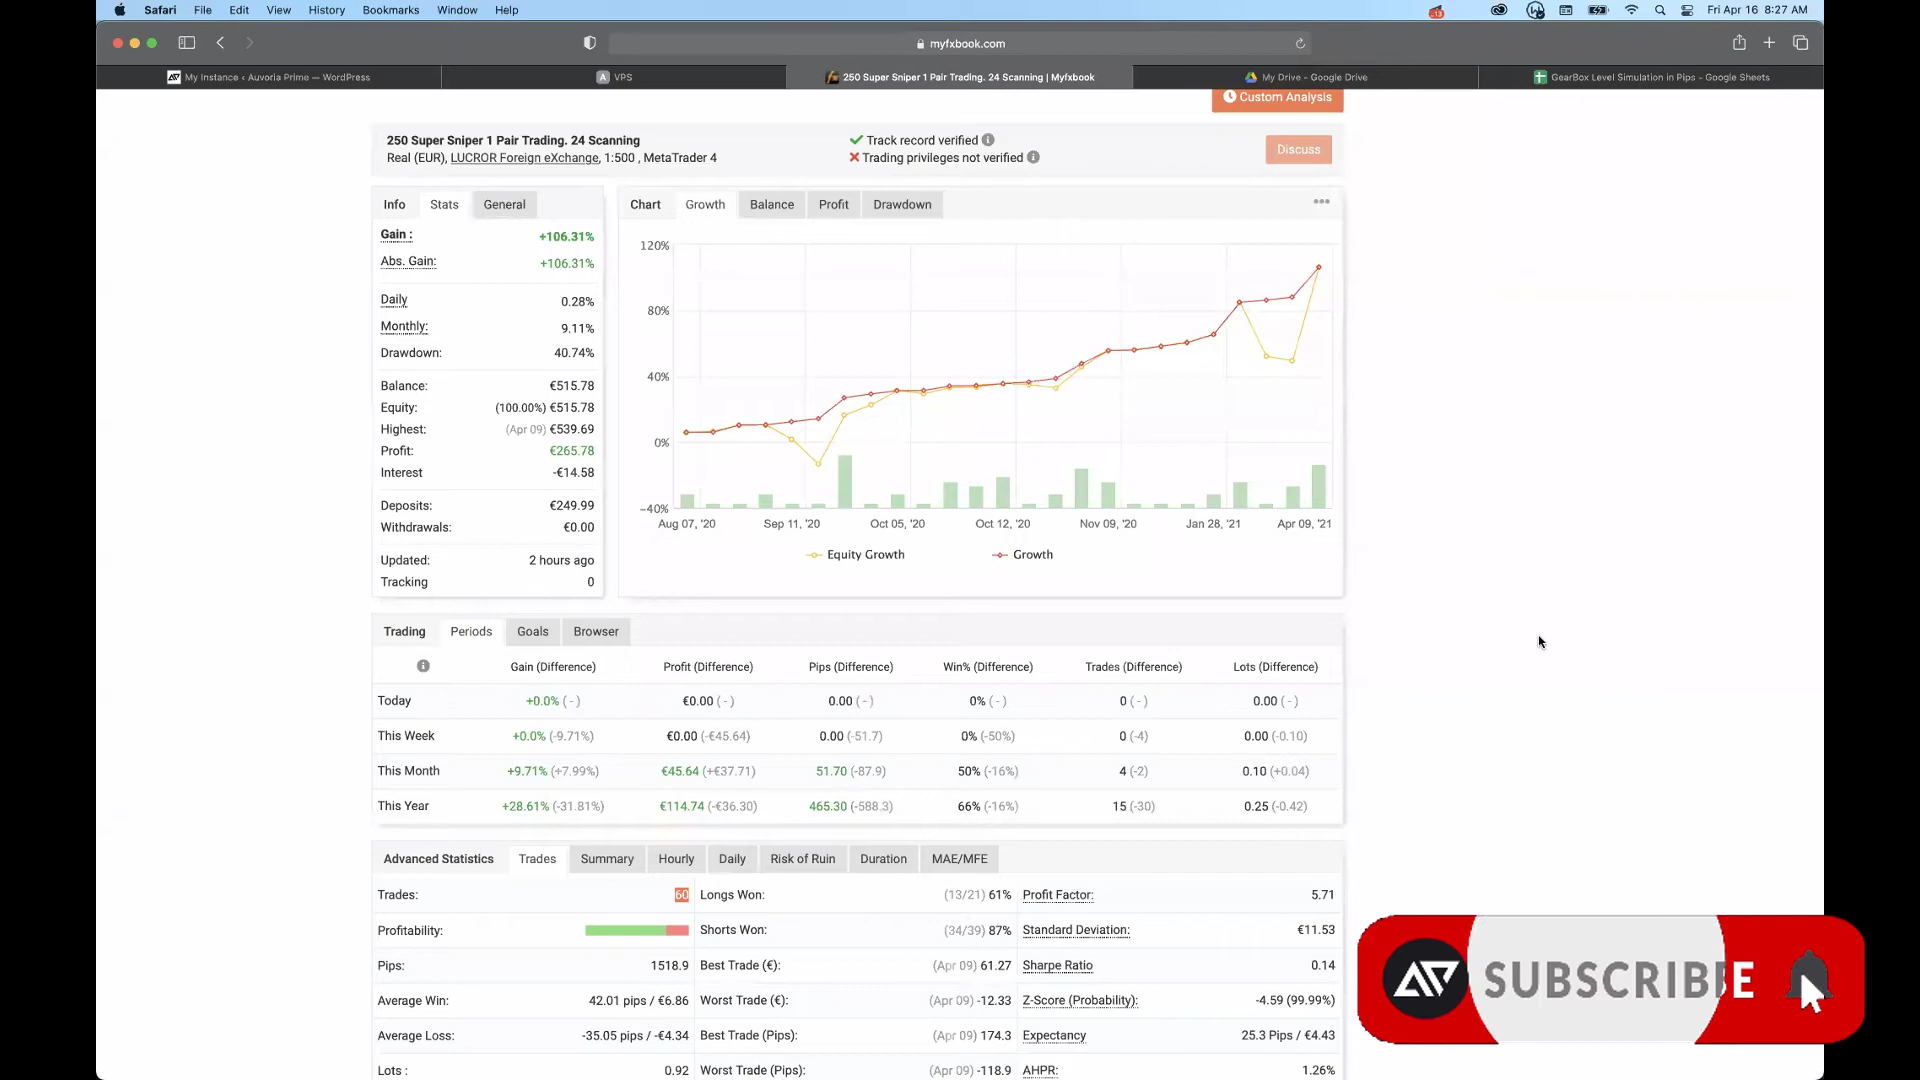 Safari File Edit View History Bookmarks Window Help Fri Apr 16 8:27 AM
myfxbook.com
My Instance ‹ Auvoria Prime — WordPress VPS 250 Super Sniper 1 Pair Trading. 24 Scanning | Myfxbook My Drive - Google Drive GearBox Level Simulation in Pips - Google Sheets
Custom Analysis
250 Super Sniper 1 Pair Trading. 24 Scanning Track record verified
Real (EUR), LUCROR Foreign eXchange, 1:500 , MetaTrader 4 Trading privileges not verified
Discuss
Info Stats General
Gain : +106.31%
Abs. Gain: +106.31%
Daily 0.28%
Monthly: 9.11%
Drawdown: 40.74%
Balance: €515.78
Equity: (100.00%) €515.78
Highest: (Apr 09) €539.69
Profit: €265.78
Interest -€14.58
Deposits: €249.99
Withdrawals: €0.00
Updated: 2 hours ago
Tracking 0
Chart Growth Balance Profit Drawdown
120%
80%
40%
0%
-40%
Aug 07, '20 Sep 11, '20 Oct 05, '20 Oct 12, '20 Nov 09, '20 Jan 28, '21 Apr 09, '21
Equity Growth Growth
Trading Periods Goals Browser
Gain (Difference) Profit (Difference) Pips (Difference) Win% (Difference) Trades (Difference) Lots (Difference)
Today +0.0% ( - ) €0.00 ( - ) 0.00 ( - ) 0% ( - ) 0 ( - ) 0.00 ( - )
This Week +0.0% (-9.71%) €0.00 (-€45.64) 0.00 (-51.7) 0% (-50%) 0 (-4) 0.00 (-0.10)
This Month +9.71% (+7.99%) €45.64 (+€37.71) 51.70 (-87.9) 50% (-16%) 4 (-2) 0.10 (+0.04)
This Year +28.61% (-31.81%) €114.74 (-€36.30) 465.30 (-588.3) 66% (-16%) 15 (-30) 0.25 (-0.42)
Advanced Statistics Trades Summary Hourly Daily Risk of Ruin Duration MAE/MFE
Trades: 60 Longs Won: (13/21) 61% Profit Factor: 5.71
Profitability: Shorts Won: (34/39) 87% Standard Deviation: €11.53
Pips: 1518.9 Best Trade (€): (Apr 09) 61.27 Sharpe Ratio 0.14
Average Win: 42.01 pips / €6.86 Worst Trade (€): (Apr 09) -12.33 Z-Score (Probability): -4.59 (99.99%)
Average Loss: -35.05 pips / -€4.34 Best Trade (Pips): (Apr 09) 174.3 Expectancy 25.3 Pips / €4.43
Lots : 0.92 Worst Trade (Pips): (Apr 09) -118.9 AHPR: 1.26%
SUBSCRIBE